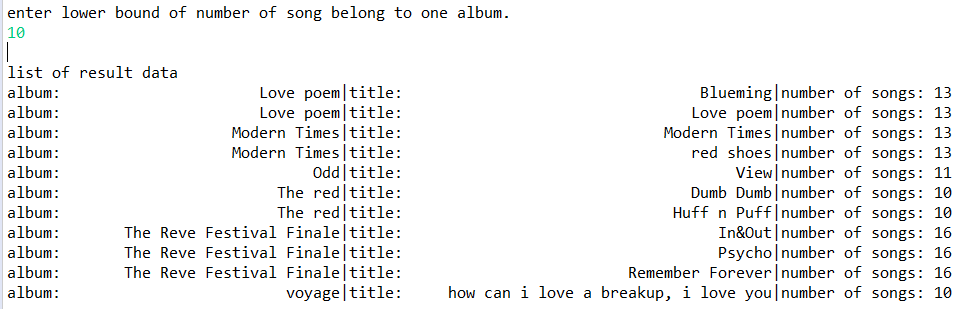 enter lower bound of number of song belong to one album.
10
list of result data
album: Love poem|title: Blueming|number of songs: 13
album: Love poem|title: Love poem|number of songs: 13
album: Modern Times|title: Modern Times|number of songs: 13
album: Modern Times|title: red shoes|number of songs: 13
album: Odd|title: View|number of songs: 11
album: The red|title: Dumb Dumb|number of songs: 10
album: The red|title: Huff n Puff|number of songs: 10
album: The Reve Festival Finale|title: In&Out|number of songs: 16
album: The Reve Festival Finale|title: Psycho|number of songs: 16
album: The Reve Festival Finale|title: Remember Forever|number of songs: 16
album: voyage|title: how can i love a breakup, i love you|number of songs: 10